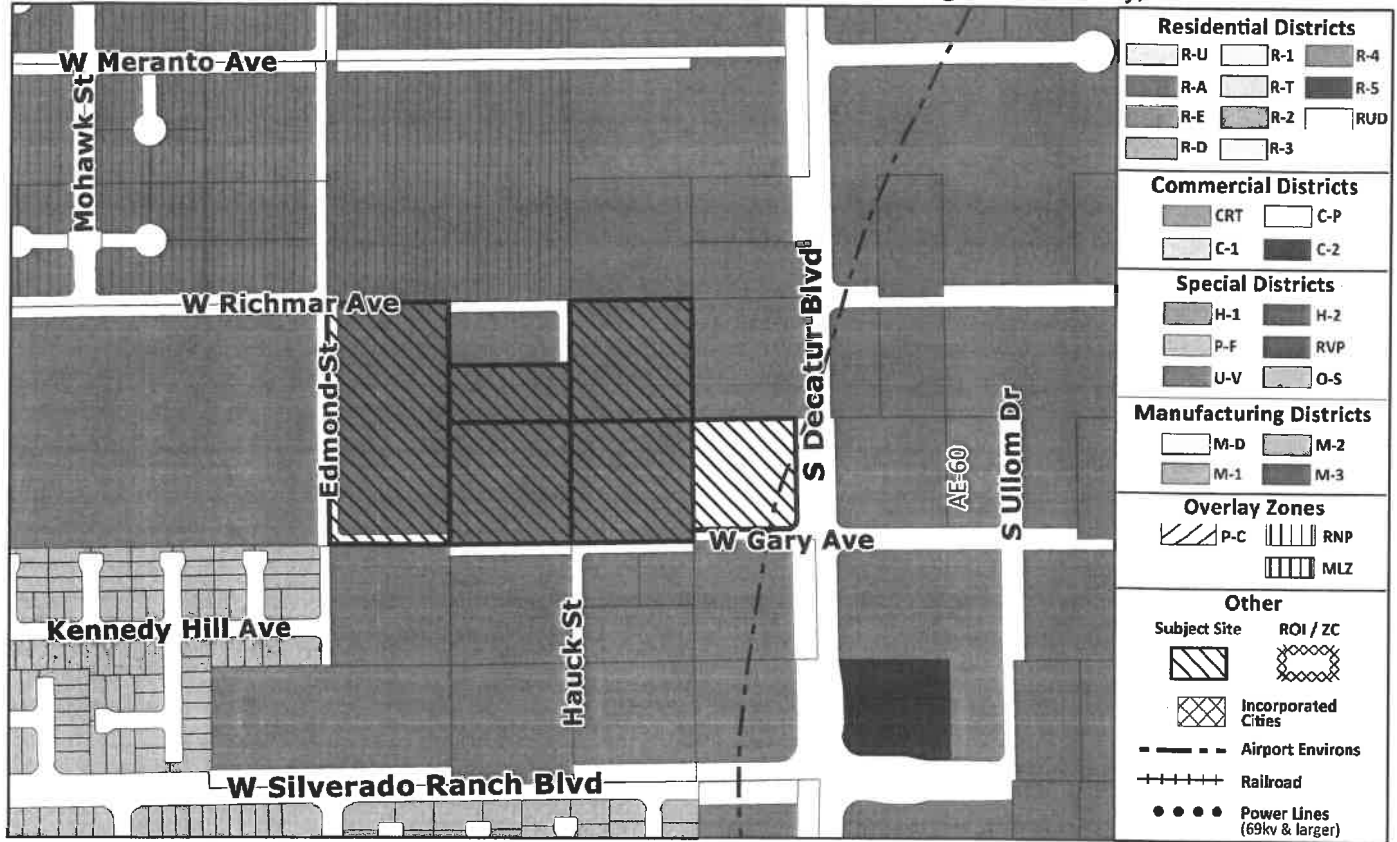 W Meranto Ave
Mohawk St
W Richmar Ave
Edmond St
S Decatur Blvd
S Ullom Dr
AE-60
W Gary Ave
Hauck St
Kennedy Hill Ave
W Silverado Ranch Blvd
Residential Districts
R-U R-1 R-4
R-A R-T R-5
R-E R-2 RUD
R-D R-3
Commercial Districts
CRT C-P
C-1 C-2
Special Districts
H-1 H-2
P-F RVP
U-V O-S
Manufacturing Districts
M-D M-2
M-1 M-3
Overlay Zones
P-C RNP
MLZ
Other
Subject Site ROI / ZC
Incorporated
Cities
Airport Environs
Railroad
Power Lines
(69kv & larger)